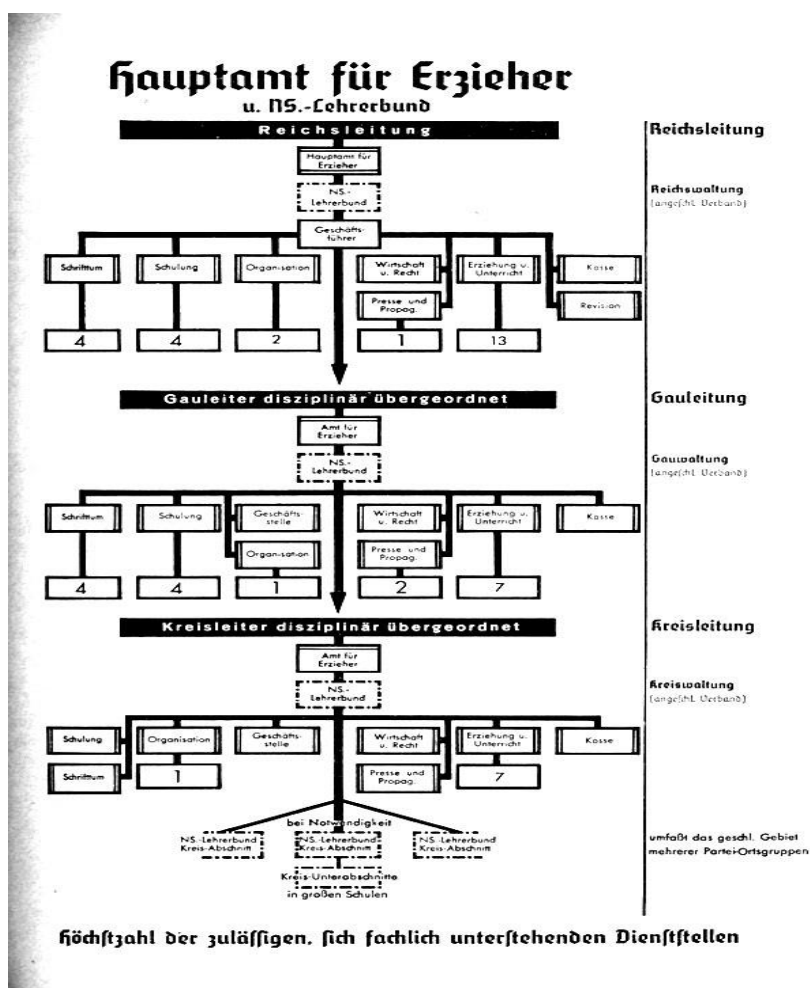 Hauptamt für Erzieher
u. NS.-Lehrerbund
Reichsleitung
Reichsleitung
Hauptamt für
Erzieher
NS.-
Lehrerbund
Reichswaltung
(angeschl. Verband)
Geschäfts-
führer
Schrifttum
Schulung
Organisation
Wirtschaft
u. Recht
Erziehung u.
Unterricht
Kasse
Presse und
Propag.
Revision
4
4
2
1
13
Gauleiter disziplinär übergeordnet
Gauleitung
Amt für
Erzieher
NS.-
Lehrerbund
Gauwaltung
(angeschl. Verband)
Schrifttum
Schulung
Geschäfts-
stelle
Wirtschaft
u. Recht
Erziehung u.
Unterricht
Kasse
Organisation
Presse und
Propag.
4
4
1
2
7
Kreisleiter disziplinär übergeordnet
Kreisleitung
Amt für
Erzieher
NS.-
Lehrerbund
Kreiswaltung
(angeschl. Verband)
Schulung
Organisation
Geschäfts-
stelle
Wirtschaft
u. Recht
Erziehung u.
Unterricht
Kasse
Schrifttum
1
Presse und
Propag.
7
bei Notwendigkeit
NS.-Lehrerbund
Kreis-Abschnitt
NS.-Lehrerbund
Kreis-Abschnitt
NS.-Lehrerbund
Kreis-Abschnitt
umfaßt das geschl. Gebiet
mehrerer Partei-Ortsgruppen
Kreis-Unterabschnitte
in großen Schulen
Höchstzahl der zulässigen, sich fachlich unterstehenden Dienststellen